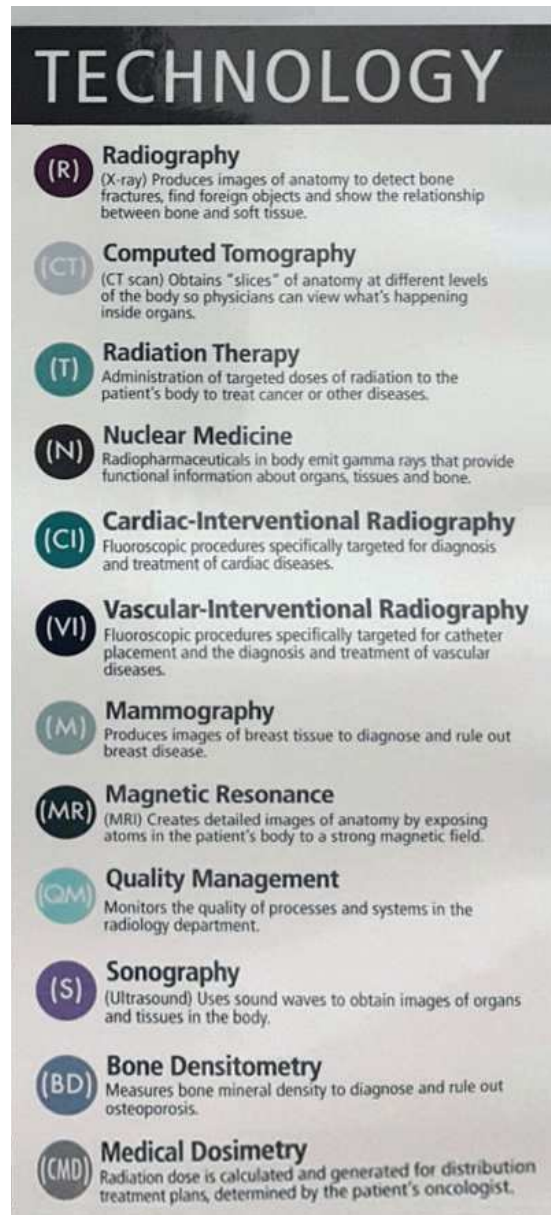 TECHNOLOGY
(R) Radiography
(X-ray) Produces images of anatomy to detect bone
fractures, find foreign objects and show the relationship
between bone and soft tissue.
(CT) Computed Tomography
(CT scan) Obtains "slices" of anatomy at different levels
of the body so physicians can view what's happening
inside organs.
(T) Radiation Therapy
Administration of targeted doses of radiation to the
patient's body to treat cancer or other diseases.
(N) Nuclear Medicine
Radiopharmaceuticals in body emit gamma rays that provide
functional information about organs, tissues and bone.
(CI) Cardiac-Interventional Radiography
Fluoroscopic procedures specifically targeted for diagnosis
and treatment of cardiac diseases.
(VI) Vascular-Interventional Radiography
Fluoroscopic procedures specifically targeted for catheter
placement and the diagnosis and treatment of vascular
diseases.
(M) Mammography
Produces images of breast tissue to diagnose and rule out
breast disease.
(MR) Magnetic Resonance
(MRI) Creates detailed images of anatomy by exposing
atoms in the patient's body to a strong magnetic field.
(QM) Quality Management
Monitors the quality of processes and systems in the
radiology department.
(S) Sonography
(Ultrasound) Uses sound waves to obtain images of organs
and tissues in the body.
(BD) Bone Densitometry
Measures bone mineral density to diagnose and rule out
osteoporosis.
(CMD) Medical Dosimetry
Radiation dose is calculated and generated for distribution
treatment plans, determined by the patient's oncologist.